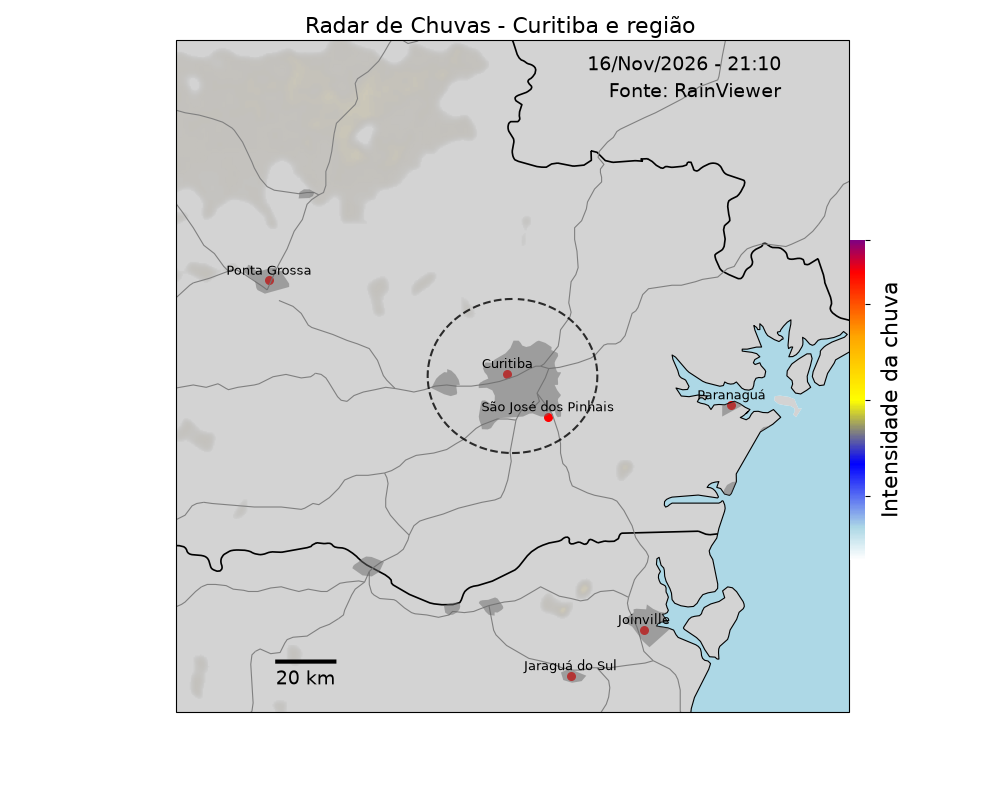 Radar de Chuvas - Curitiba e região
16/Nov/2026 - 21:10
Fonte: RainViewer
Ponta Grossa
Curitiba
Paranaguá
São José dos Pinhais
Intensidade da chuva
Joinville
Jaraguá do Sul
20 km